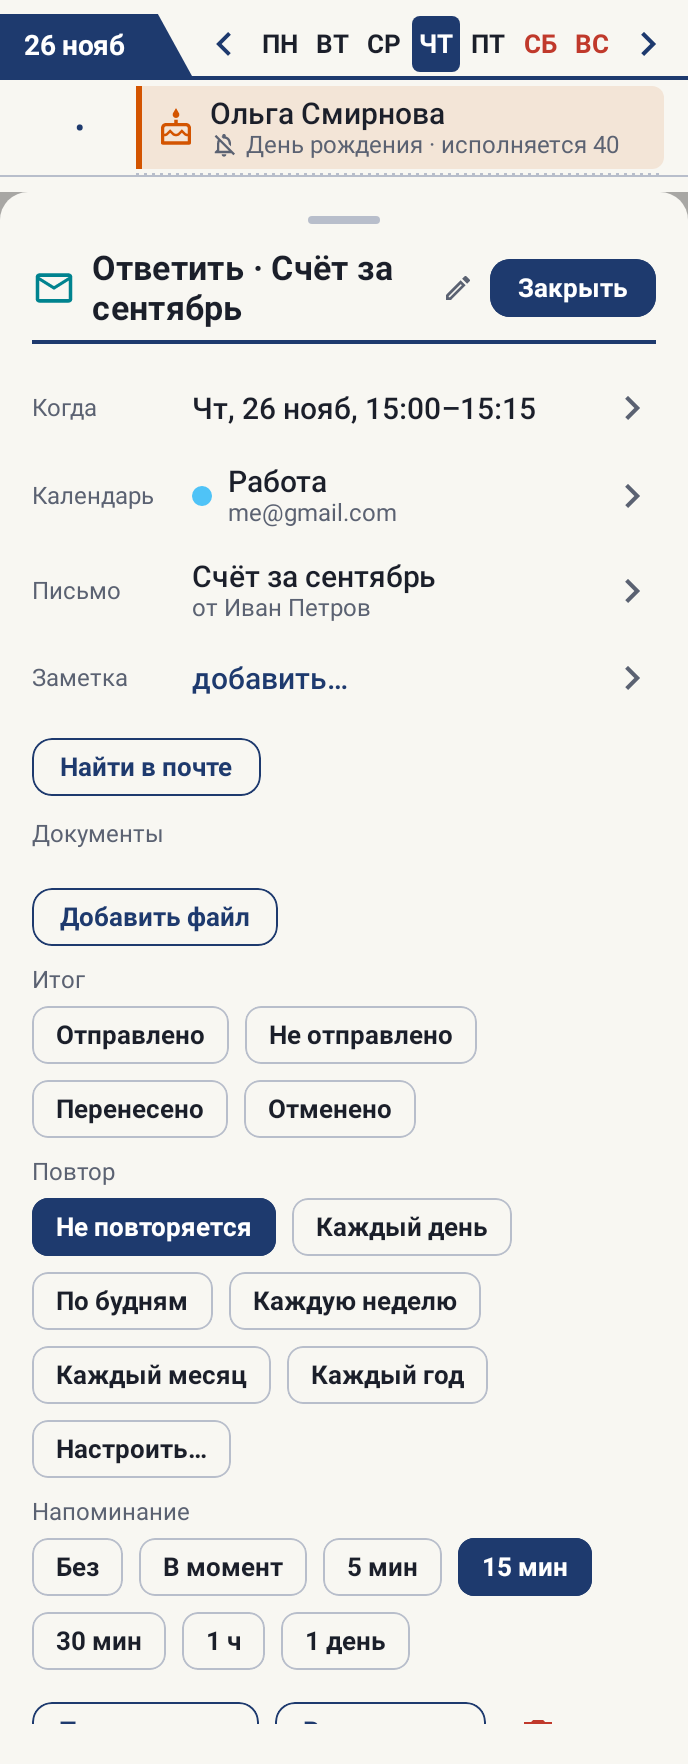 26 нояб
ПН ВТ СР ЧТ ПТ СБ ВС
Ольга Смирнова
День рождения · исполняется 40
Ответить · Счёт за
сентябрь
Закрыть
Когда
Чт, 26 нояб, 15:00–15:15
Календарь
Работа
me@gmail.com
Письмо
Счёт за сентябрь
от Иван Петров
Заметка
добавить…
Найти в почте
Документы
Добавить файл
Итог
Отправлено
Не отправлено
Перенесено
Отменено
Повтор
Не повторяется
Каждый день
По будням
Каждую неделю
Каждый месяц
Каждый год
Настроить…
Напоминание
Без
В момент
5 мин
15 мин
30 мин
1 ч
1 день